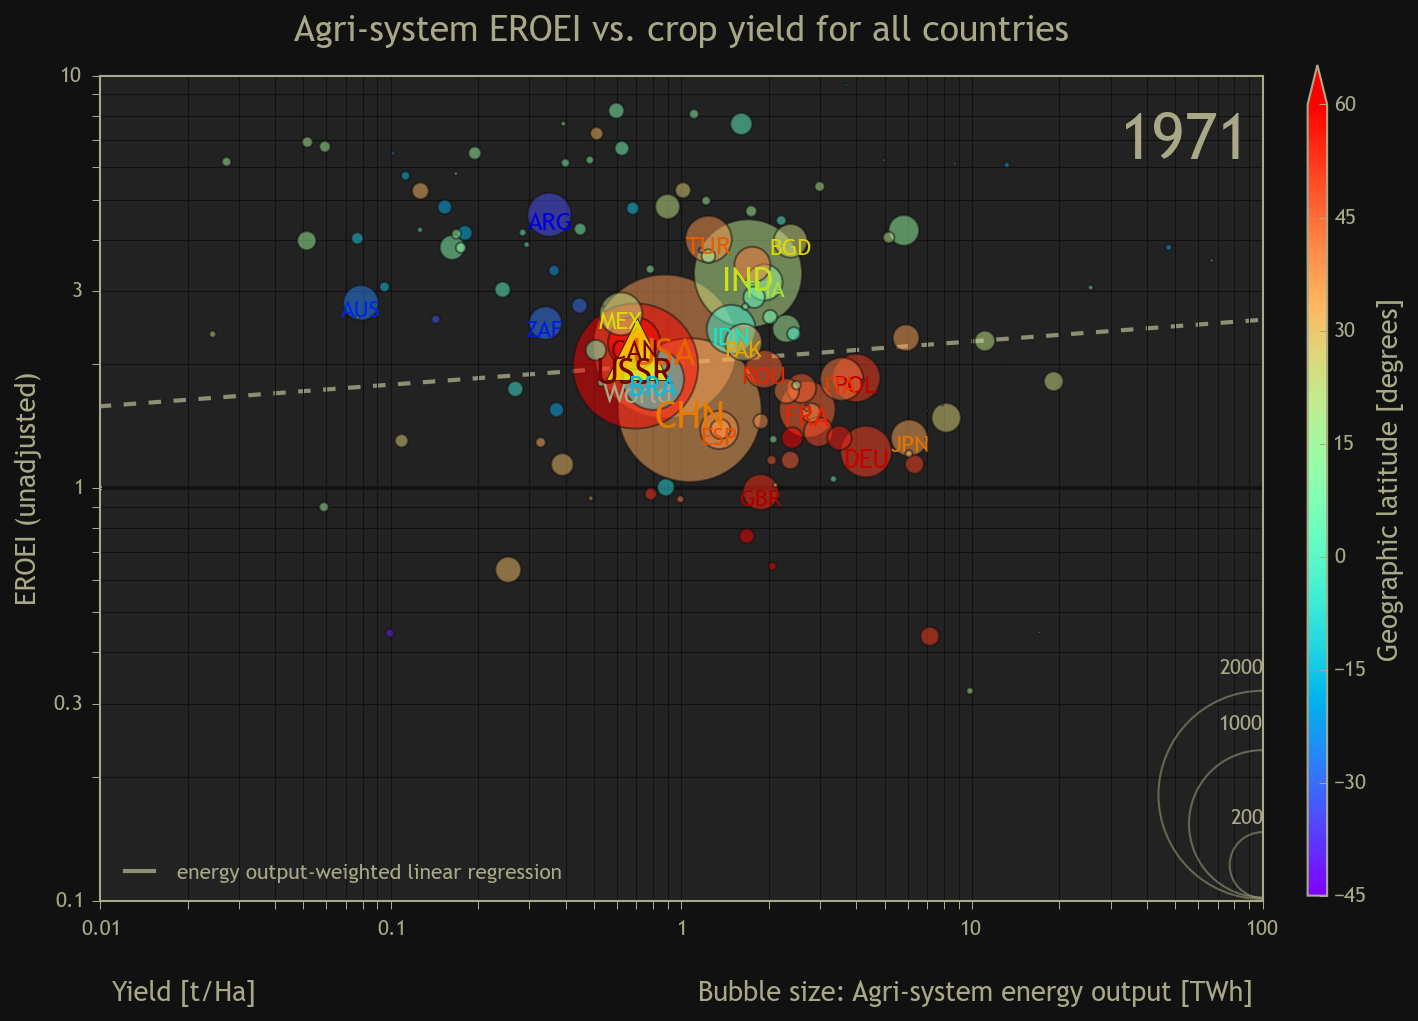 Agri-system EROEI vs. crop yield for all countries
1971
10
3
1
0.3
0.1
EROEI (unadjusted)
0.01
0.1
1
10
100
Yield [t/Ha]
Bubble size: Agri-system energy output [TWh]
energy output-weighted linear regression
ARG
AUS
ZAF
TUR
BGD
IND
THA
MEX
IDN
PAK
CAN
USA
USSR
BRA
World
CHN
ESP
ROU
POL
FRA
DEU
JPN
GBR
2000
1000
200
60
45
30
15
0
−15
−30
−45
Geographic latitude [degrees]